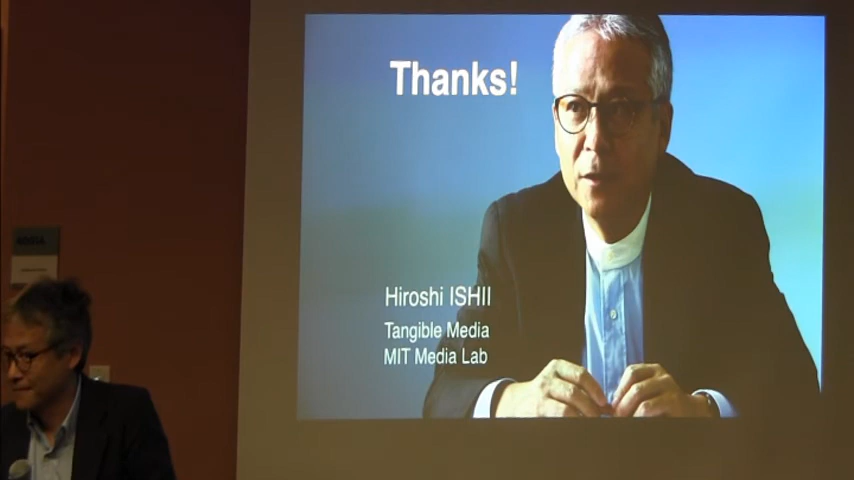 Thanks!
Hiroshi ISHII
Tangible Media
MIT Media Lab